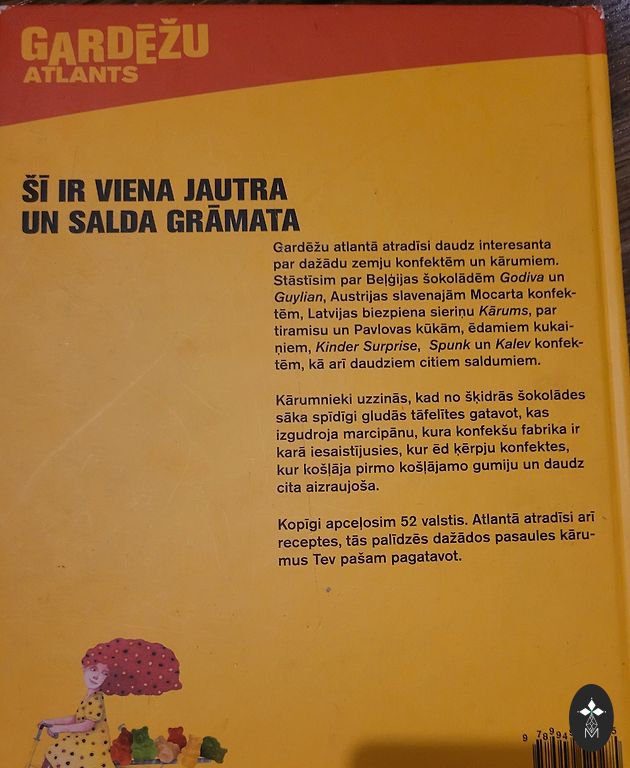 GARDĒŽU
ATLANTS
ŠĪ IR VIENA JAUTRA
UN SALDA GRĀMATA
Gardēžu atlantā atradīsi daudz interesanta
par dažādu zemju konfektēm un kārumiem.
Stāstīsim par Beļģijas šokolādēm Godiva un
Guylian, Austrijas slavenajām Mocarta konfek-
tēm, Latvijas biezpiena sieriņu Kārums, par
tiramisu un Pavlovas kūkām, ēdamiem kukai-
ņiem, Kinder Surprise, Spunk un Kalev konfek-
tēm, kā arī daudziem citiem saldumiem.
Kārumnieki uzzinās, kad no šķidrās šokolādes
sāka spīdīgi gludās tāfelītes gatavot, kas
izgudroja marcipānu, kura konfekšu fabrika ir
karā iesaistījusies, kur ēd ķērpju konfektes,
kur košļāja pirmo košļājamo gumiju un daudz
cita aizraujoša.
Kopīgi apceļosim 52 valstis. Atlantā atradīsi arī
receptes, tās palīdzēs dažādos pasaules kāru-
mus Tev pašam pagatavot.
M